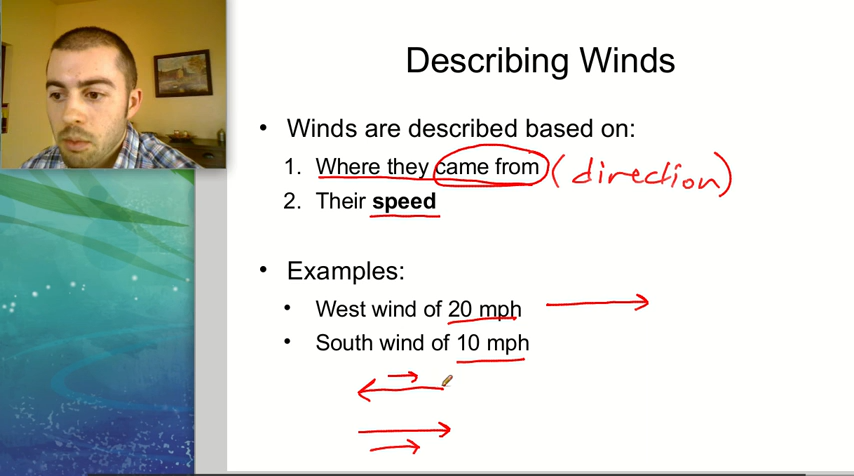 Describing Winds
• Winds are described based on:
1. Where they came from (direction)
2. Their speed
• Examples:
• West wind of 20 mph
• South wind of 10 mph